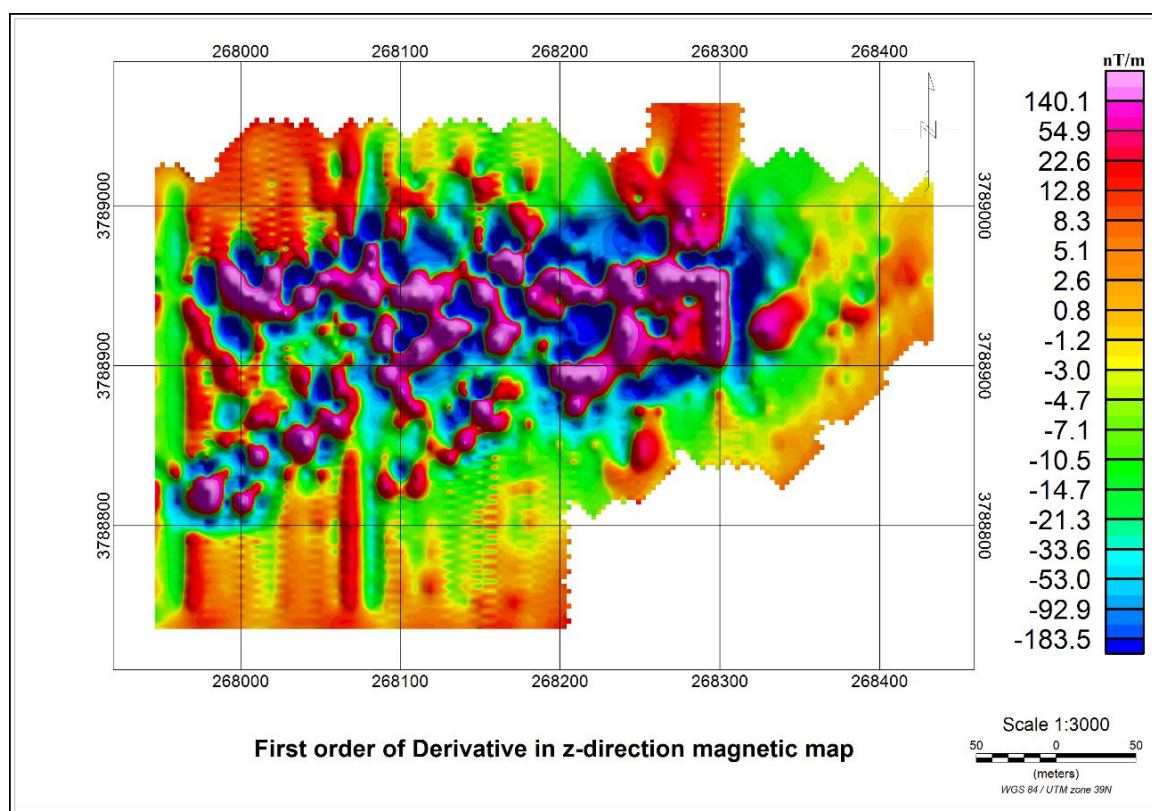 268000 268100 268200 268300 268400
nT/m
140.1
54.9
22.6
12.8
8.3
5.1
2.6
0.8
-1.2
-3.0
-4.7
-7.1
-10.5
-14.7
-21.3
-33.6
-53.0
-92.9
-183.5
N
3789000 3789000
3788900 3788900
3788800 3788800
268000 268100 268200 268300 268400
First order of Derivative in z-direction magnetic map
Scale 1:3000
50 0 50
(meters)
WGS 84 / UTM zone 39N